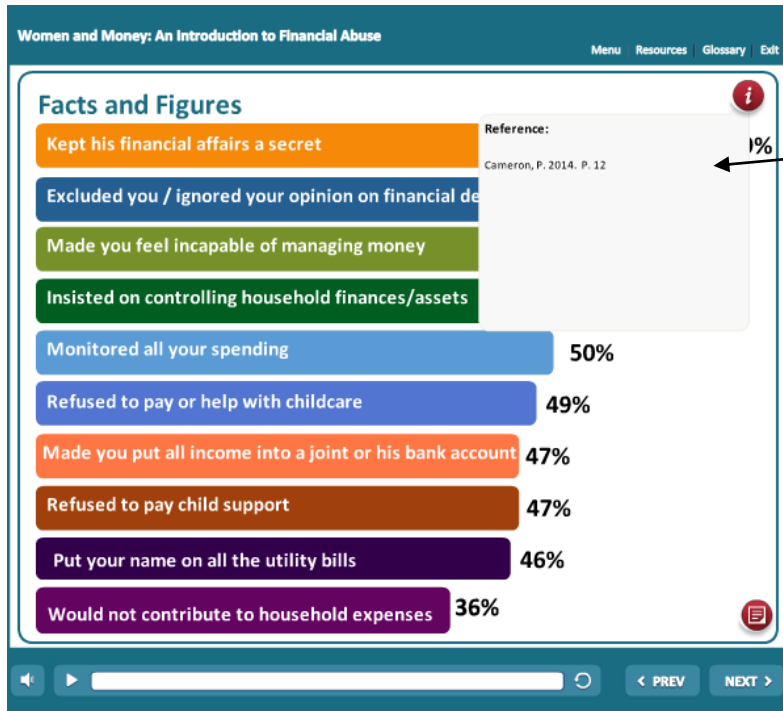 Women and Money: An Introduction to Financial Abuse
Menu Resources Glossary Exit
Facts and Figures
Kept his financial affairs a secret
Reference:
Cameron, P. 2014. P. 12
Excluded you / ignored your opinion on financial
Made you feel incapable of managing money
Insisted on controlling household finances/assets
Monitored all your spending 50%
Refused to pay or help with childcare 49%
Made you put all income into a joint or his bank account 47%
Refused to pay child support 47%
Put your name on all the utility bills 46%
Would not contribute to household expenses 36%
< PREV NEXT >